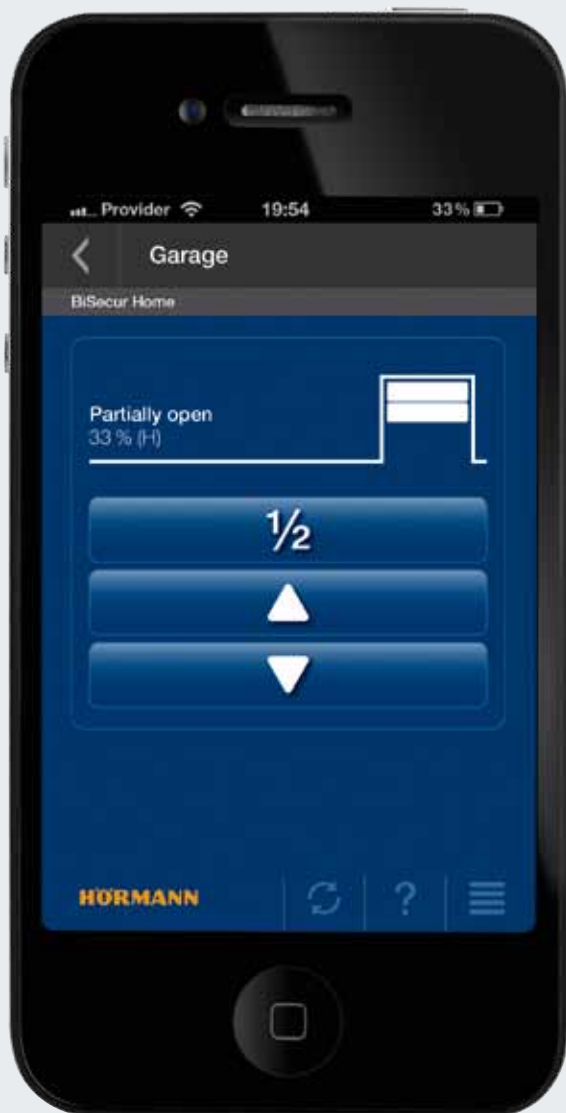 Provider 19:54 33%
Garage
BiSecur Home
Partially open
33 % (H)
½
HÖRMANN
?